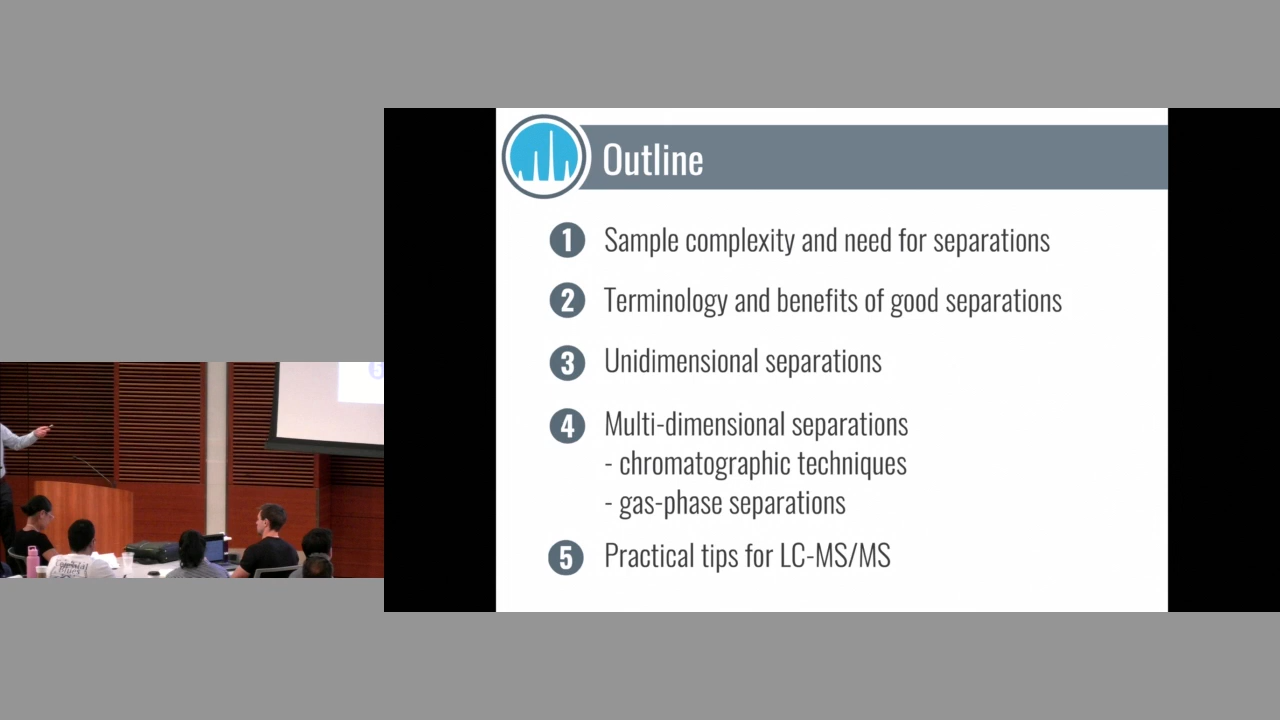 Outline
1 Sample complexity and need for separations
2 Terminology and benefits of good separations
3 Unidimensional separations
4 Multi-dimensional separations
- chromatographic techniques
- gas-phase separations
5 Practical tips for LC-MS/MS